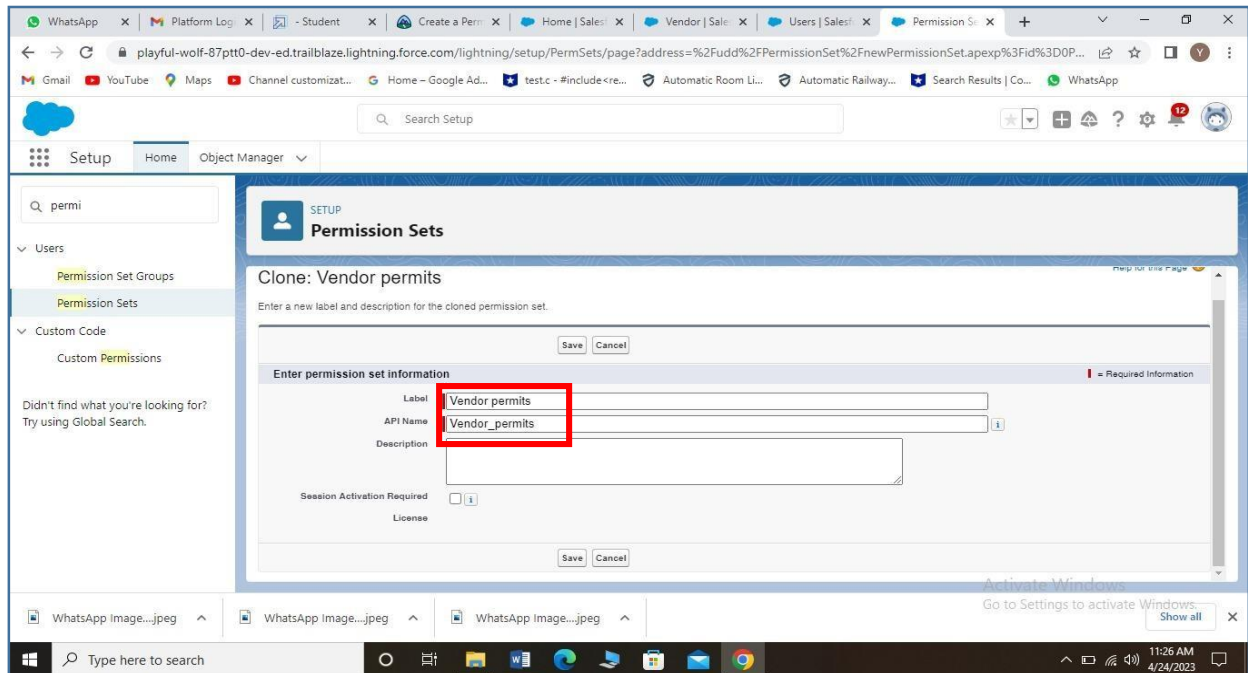 WhatsApp Platform Log - Student Create a Perm Home | Salesf Vendor | Sale Users | Salesf Permission Se
playful-wolf-87ptt0-dev-ed.trailblaze.lightning.force.com/lightning/setup/PermSets/page?address=%2Fudd%2FPermissionSet%2FnewPermissionSet.apexp%3Fid%3D0P... Y
Gmail YouTube Maps Channel customizat... Home – Google Ad... test.c - #include<re... Automatic Room Li... Automatic Railway... Search Results | Co... WhatsApp
Search Setup 12
Setup Home Object Manager
permi
SETUP
Permission Sets
Users
Permission Set Groups
Permission Sets
Custom Code
Custom Permissions
Didn't find what you're looking for?
Try using Global Search.
Help for this Page
Clone: Vendor permits
Enter a new label and description for the cloned permission set.
Save Cancel
Enter permission set information = Required Information
Label Vendor permits
API Name Vendor_permits
Description
Session Activation Required
License
Save Cancel
Activate Windows
Go to Settings to activate Windows.
WhatsApp Image....jpeg WhatsApp Image....jpeg WhatsApp Image....jpeg Show all
Type here to search 11:26 AM
4/24/2023